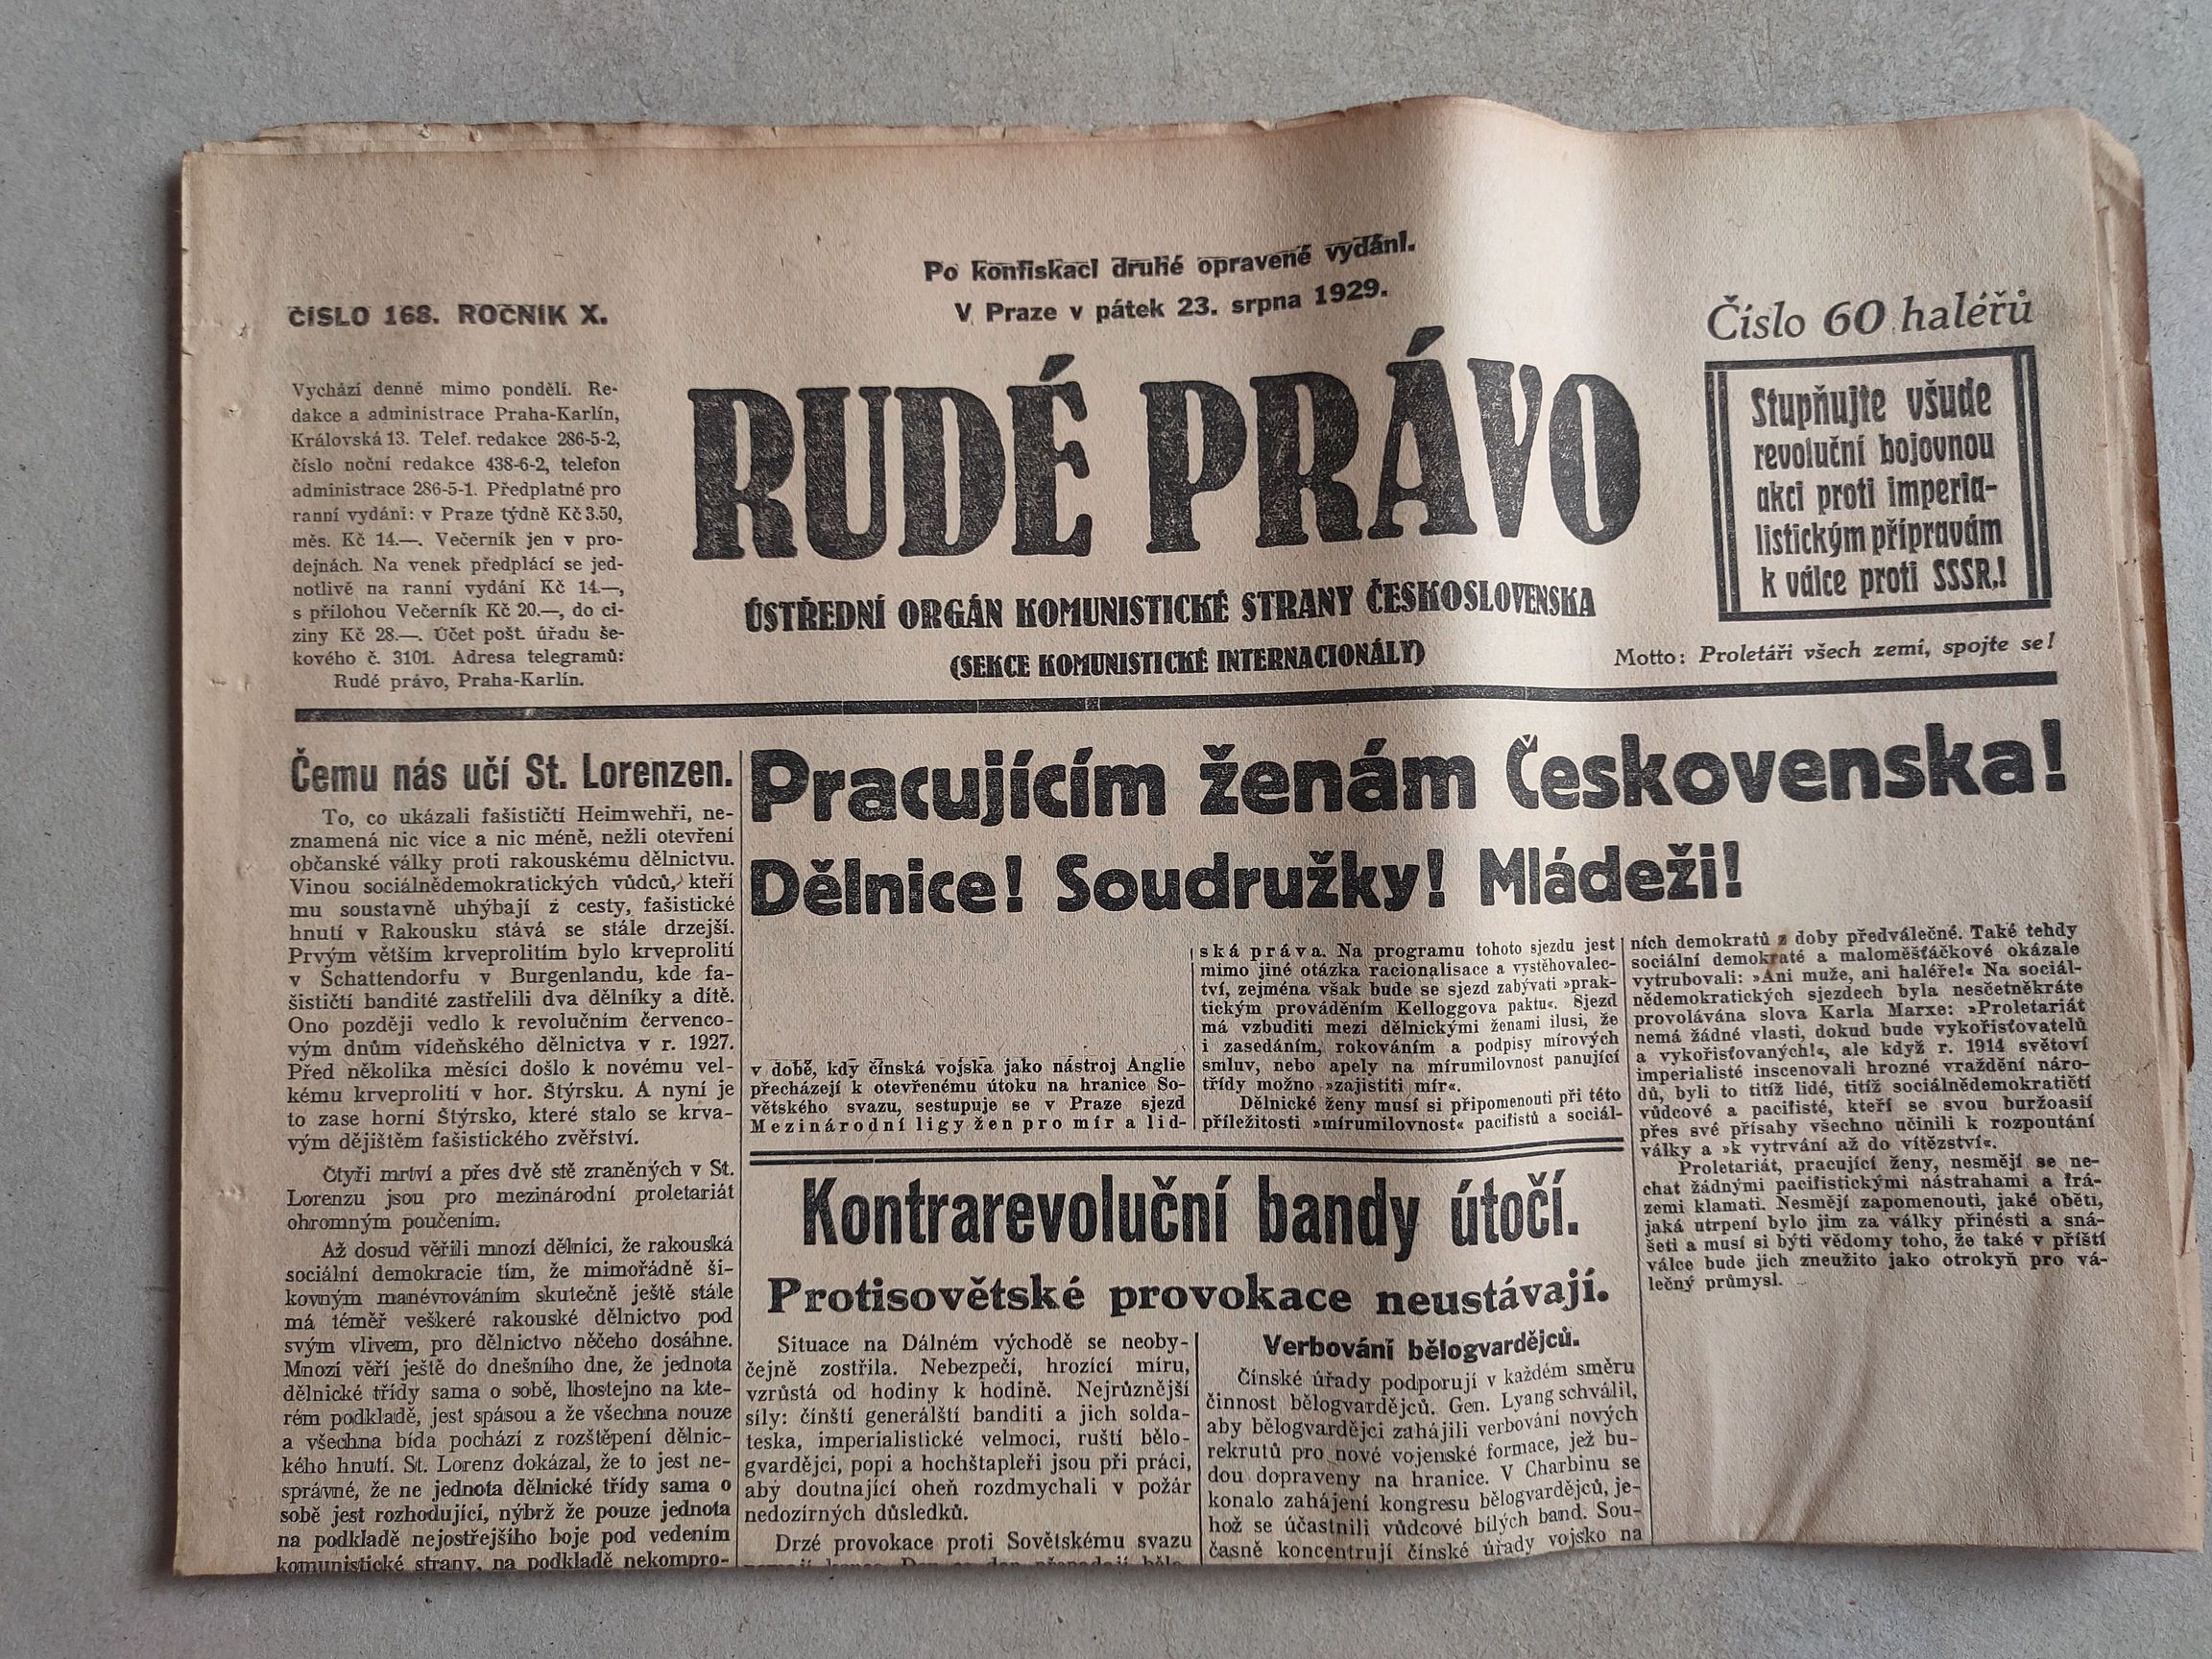 Po konfiskaci druhé opravené vydání.
V Praze v pátek 23. srpna 1929.
ČÍSLO 168. ROČNÍK X.
Číslo 60 haléřů
Vychází denně mimo pondělí. Re-
dakce a administrace Praha-Karlín,
Královská 13. Telef. redakce 286-5-2,
číslo noční redakce 438-6-2, telefon
administrace 286-5-1. Předplatné pro
ranní vydání: v Praze týdně Kč 3.50,
měs. Kč 14.—. Večerník jen v pro-
dejnách. Na venek předplácí se jed-
notlivě na ranní vydání Kč 14.—,
s přílohou Večerník Kč 20.—, do ci-
ziny Kč 28.—. Účet pošt. úřadu še-
kového č. 3101. Adresa telegramů:
Rudé právo, Praha-Karlín.
RUDÉ PRÁVO
ÚSTŘEDNÍ ORGÁN KOMUNISTICKÉ STRANY ČESKOSLOVENSKA
(SEKCE KOMUNISTICKÉ INTERNACIONÁLY)
Stupňujte všude
revoluční bojovnou
akci proti imperia-
listickým přípravám
k válce proti SSSR.!
Motto: Proletáři všech zemí, spojte se!
Čemu nás učí St. Lorenzen.
To, co ukázali fašističtí Heimwehři, ne-
znamená nic více a nic méně, nežli otevření
občanské války proti rakouskému dělnictvu.
Vinou sociálnědemokratických vůdců, kteří
mu soustavně uhýbají z cesty, fašistické
hnutí v Rakousku stává se stále drzejší.
Prvým větším krveprolitím bylo krveprolití
v Schattendorfu v Burgenlandu, kde fa-
šističtí bandité zastřelili dva dělníky a dítě.
Ono později vedlo k revolučním červenco-
vým dnům vídeňského dělnictva v r. 1927.
Před několika měsíci došlo k novému vel-
kému krveprolití v hor. Štýrsku. A nyní je
to zase horní Štýrsko, které stalo se krva-
vým dějištěm fašistického zvěřství.
Čtyři mrtví a přes dvě stě zraněných v St.
Lorenzu jsou pro mezinárodní proletariát
ohromným poučením.
Až dosud věřili mnozí dělníci, že rakouská
sociální demokracie tím, že mimořádně ši-
kovným manévrováním skutečně ještě stále
má téměř veškeré rakouské dělnictvo pod
svým vlivem, pro dělnictvo něčeho dosáhne.
Mnozí věří ještě do dnešního dne, že jednota
dělnické třídy sama o sobě, lhostejno na kte-
rém podkladě, jest spásou a že všechna nouze
a všechna bída pochází z rozštěpení dělnic-
kého hnutí. St. Lorenz dokázal, že to jest ne-
správné, že ne jednota dělnické třídy sama o
sobě jest rozhodující, nýbrž že pouze jednota
na podkladě nejostřejšího boje pod vedením
komunistické strany, na podkladě nekompro-
Pracujícím ženám Českovenska!
Dělnice! Soudružky! Mládeži!
v době, kdy čínská vojska jako nástroj Anglie
přecházejí k otevřenému útoku na hranice So-
větského svazu, sestupuje se v Praze sjezd
Mezinárodní ligy žen pro mír a lid-
ská práva. Na programu tohoto sjezdu jest
mimo jiné otázka racionalisace a vystěhovalec-
tví, zejména však bude se sjezd zabývati »prak-
tickým prováděním Kelloggova paktu«. Sjezd
má vzbuditi mezi dělnickými ženami ilusi, že
i zasedáním, rokováním a podpisy mírových
smluv, nebo apely na mírumilovnost panující
třídy možno »zajistiti mír«.
Dělnické ženy musí si připomenouti při této
příležitosti »mírumilovnost« pacifistů a sociál-
ních demokratů z doby předválečné. Také tehdy
sociální demokraté a maloměšťáčkové okázale
vytrubovali: »Ani muže, ani haléře!« Na sociál-
nědemokratických sjezdech byla nesčetněkráte
provolávána slova Karla Marxe: »Proletariát
nemá žádné vlasti, dokud bude vykořisťovatelů
a vykořisťovaných!«, ale když r. 1914 světoví
imperialisté inscenovali hrozné vraždění náro-
dů, byli to titíž lidé, titíž sociálnědemokratičtí
vůdcové a pacifisté, kteří se svou buržoasií
přes své přísahy všechno učinili k rozpoutání
války a »k vytrvání až do vítězství«.
Proletariát, pracující ženy, nesmějí se ne-
chat žádnými pacifistickými nástrahami a frá-
zemi klamati. Nesmějí zapomenouti, jaké oběti,
jaká utrpení bylo jim za války přinésti a sná-
šeti a musí si býti vědomy toho, že také v příští
válce bude jich zneužito jako otrokyň pro vá-
lečný průmysl.
Kontrarevoluční bandy útočí.
Protisovětské provokace neustávají.
Situace na Dálném východě se neoby-
čejně zostřila. Nebezpečí, hrozící míru,
vzrůstá od hodiny k hodině. Nejrůznější
síly: čínští generálští banditi a jich solda-
teska, imperialistické velmoci, ruští bělo-
gvardějci, popi a hochštapleři jsou při práci,
aby doutnající oheň rozdmychali v požár
nedozírných důsledků.
Drzé provokace proti Sovětskému svazu
Verbování bělogvardějců.
Čínské úřady podporují v každém směru
činnost bělogvardějců. Gen. Lyang schválil,
aby bělogvardějci zahájili verbování nových
rekrutů pro nové vojenské formace, jež bu-
dou dopraveny na hranice. V Charbinu se
konalo zahájení kongresu bělogvardějců, je-
hož se účastnili vůdcové bílých band. Sou-
časně koncentrují čínské úřady vojsko na